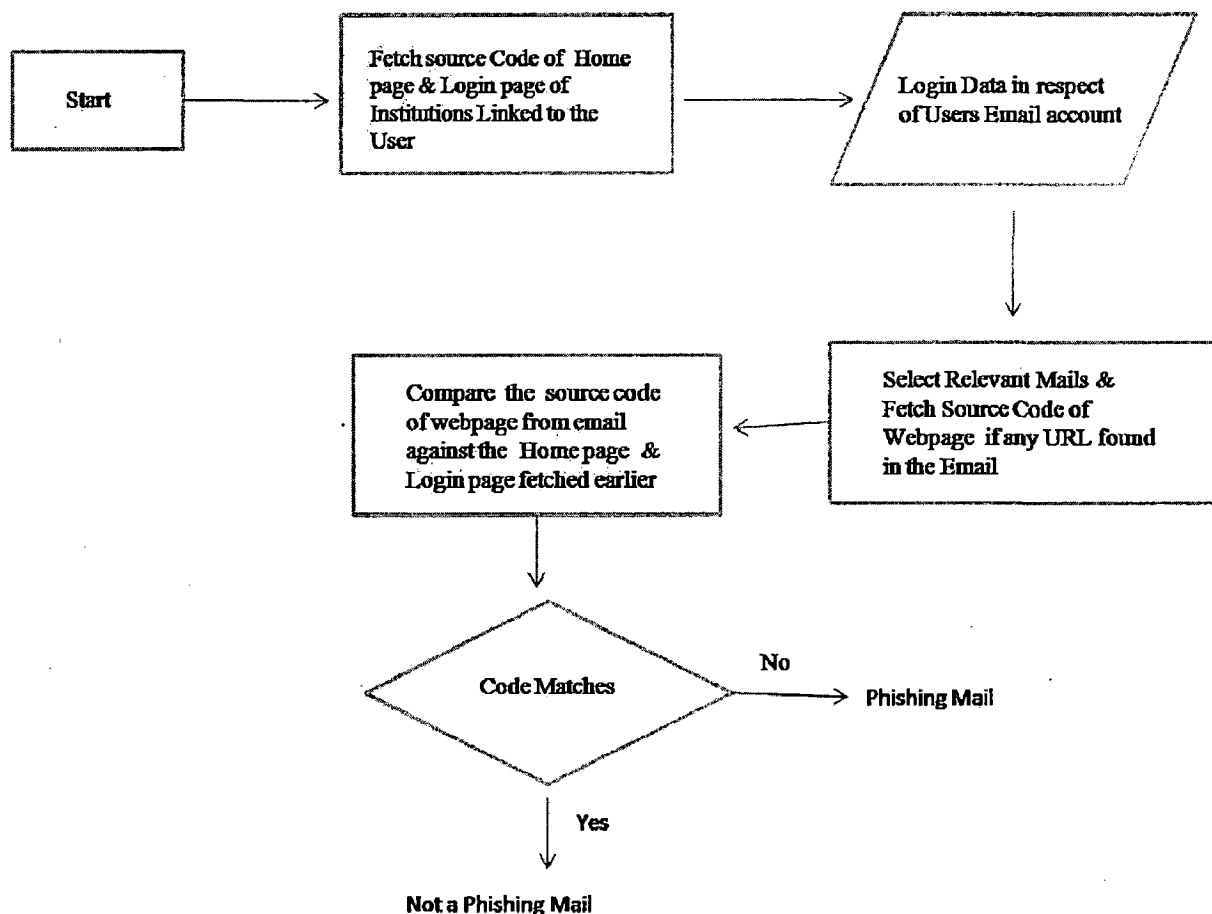 Start
Fetch source Code of Home
page & Login page of
Institutions Linked to the
User
Login Data in respect
of Users Email account
Select Relevant Mails &
Fetch Source Code of
Webpage if any URL found
in the Email
Compare the source code
of webpage from email
against the Home page &
Login page fetched earlier
Code Matches
No
Phishing Mail
Yes
Not a Phishing Mail